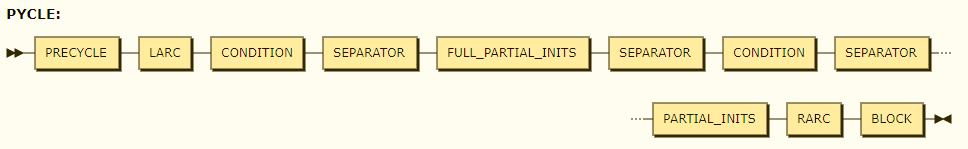 PYCLE:
PRECYCLE LARC CONDITION SEPARATOR FULL_PARTIAL_INITS SEPARATOR CONDITION SEPARATOR
PARTIAL_INITS RARC BLOCK